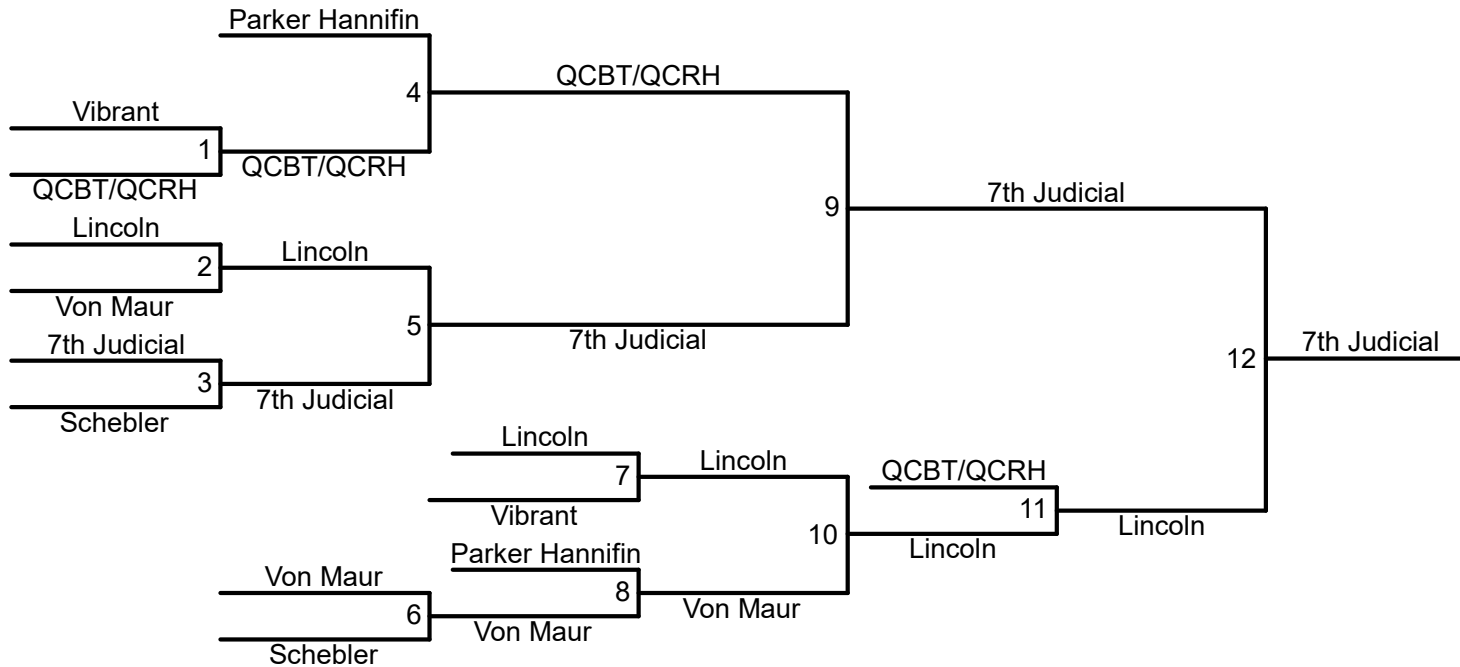 Parker Hannifin
QCBT/QCRH
4
Vibrant
1
QCBT/QCRH
QCBT/QCRH
7th Judicial
9
Lincoln
Lincoln
2
Von Maur
5
7th Judicial
7th Judicial
7th Judicial
12
3
7th Judicial
Schebler
Lincoln
Lincoln
QCBT/QCRH
7
11
Vibrant
Lincoln
10
Lincoln
Parker Hannifin
Von Maur
8
Von Maur
6
Von Maur
Schebler